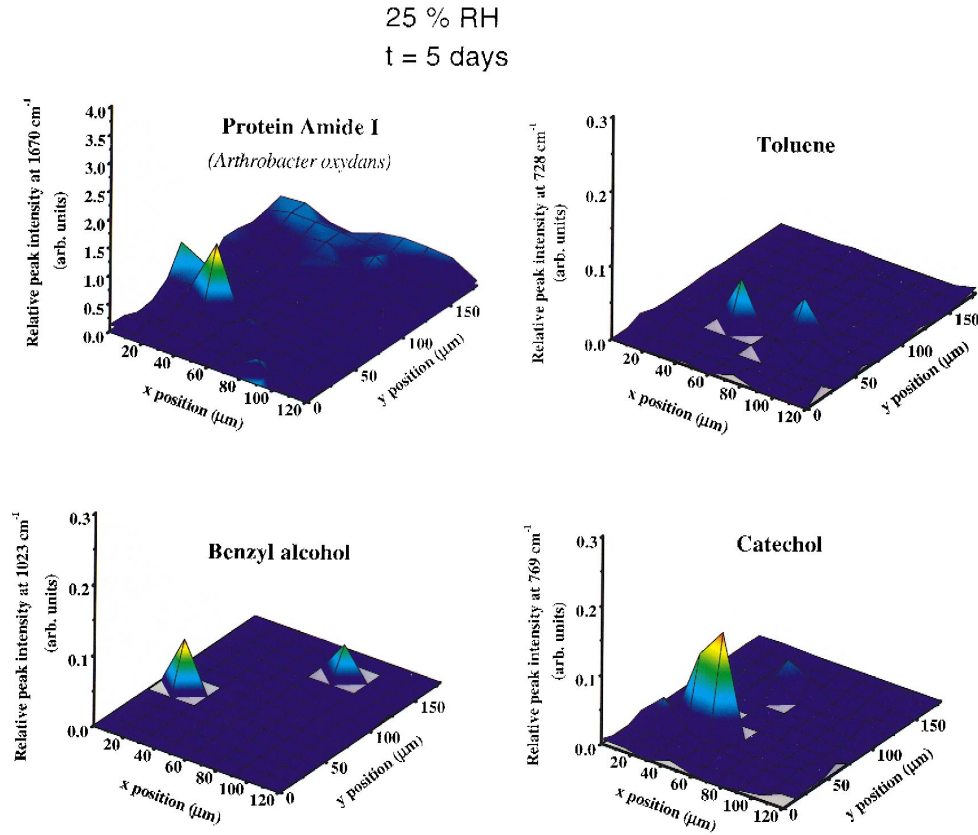 25 % RH
t = 5 days
Relative peak intensity at 1670 cm⁻¹
(arb. units)
4.0
3.5
3.0
2.5
2.0
1.5
1.0
0.5
0.0
Protein Amide I
(Arthrobacter oxydans)
20
40
60
80
100
120
x position (μm)
0
50
100
150
y position (μm)
Relative peak intensity at 728 cm⁻¹
(arb. units)
0.3
0.2
0.1
0.0
Toluene
20
40
60
80
100
120
x position (μm)
0
50
100
150
y position (μm)
Relative peak intensity at 1023 cm⁻¹
(arb. units)
0.3
0.2
0.1
0.0
Benzyl alcohol
20
40
60
80
100
120
x position (μm)
0
50
100
150
y position (μm)
Relative peak intensity at 769 cm⁻¹
(arb. units)
0.3
0.2
0.1
0.0
Catechol
20
40
60
80
100
120
x position (μm)
0
50
100
150
y position (μm)